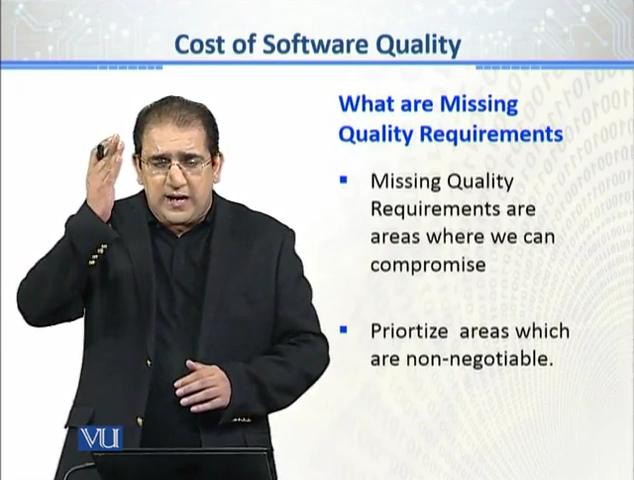 Cost of Software Quality
What are Missing
Quality Requirements
▪ Missing Quality
Requirements are
areas where we can
compromise
▪ Priortize areas which
are non-negotiable.
VU